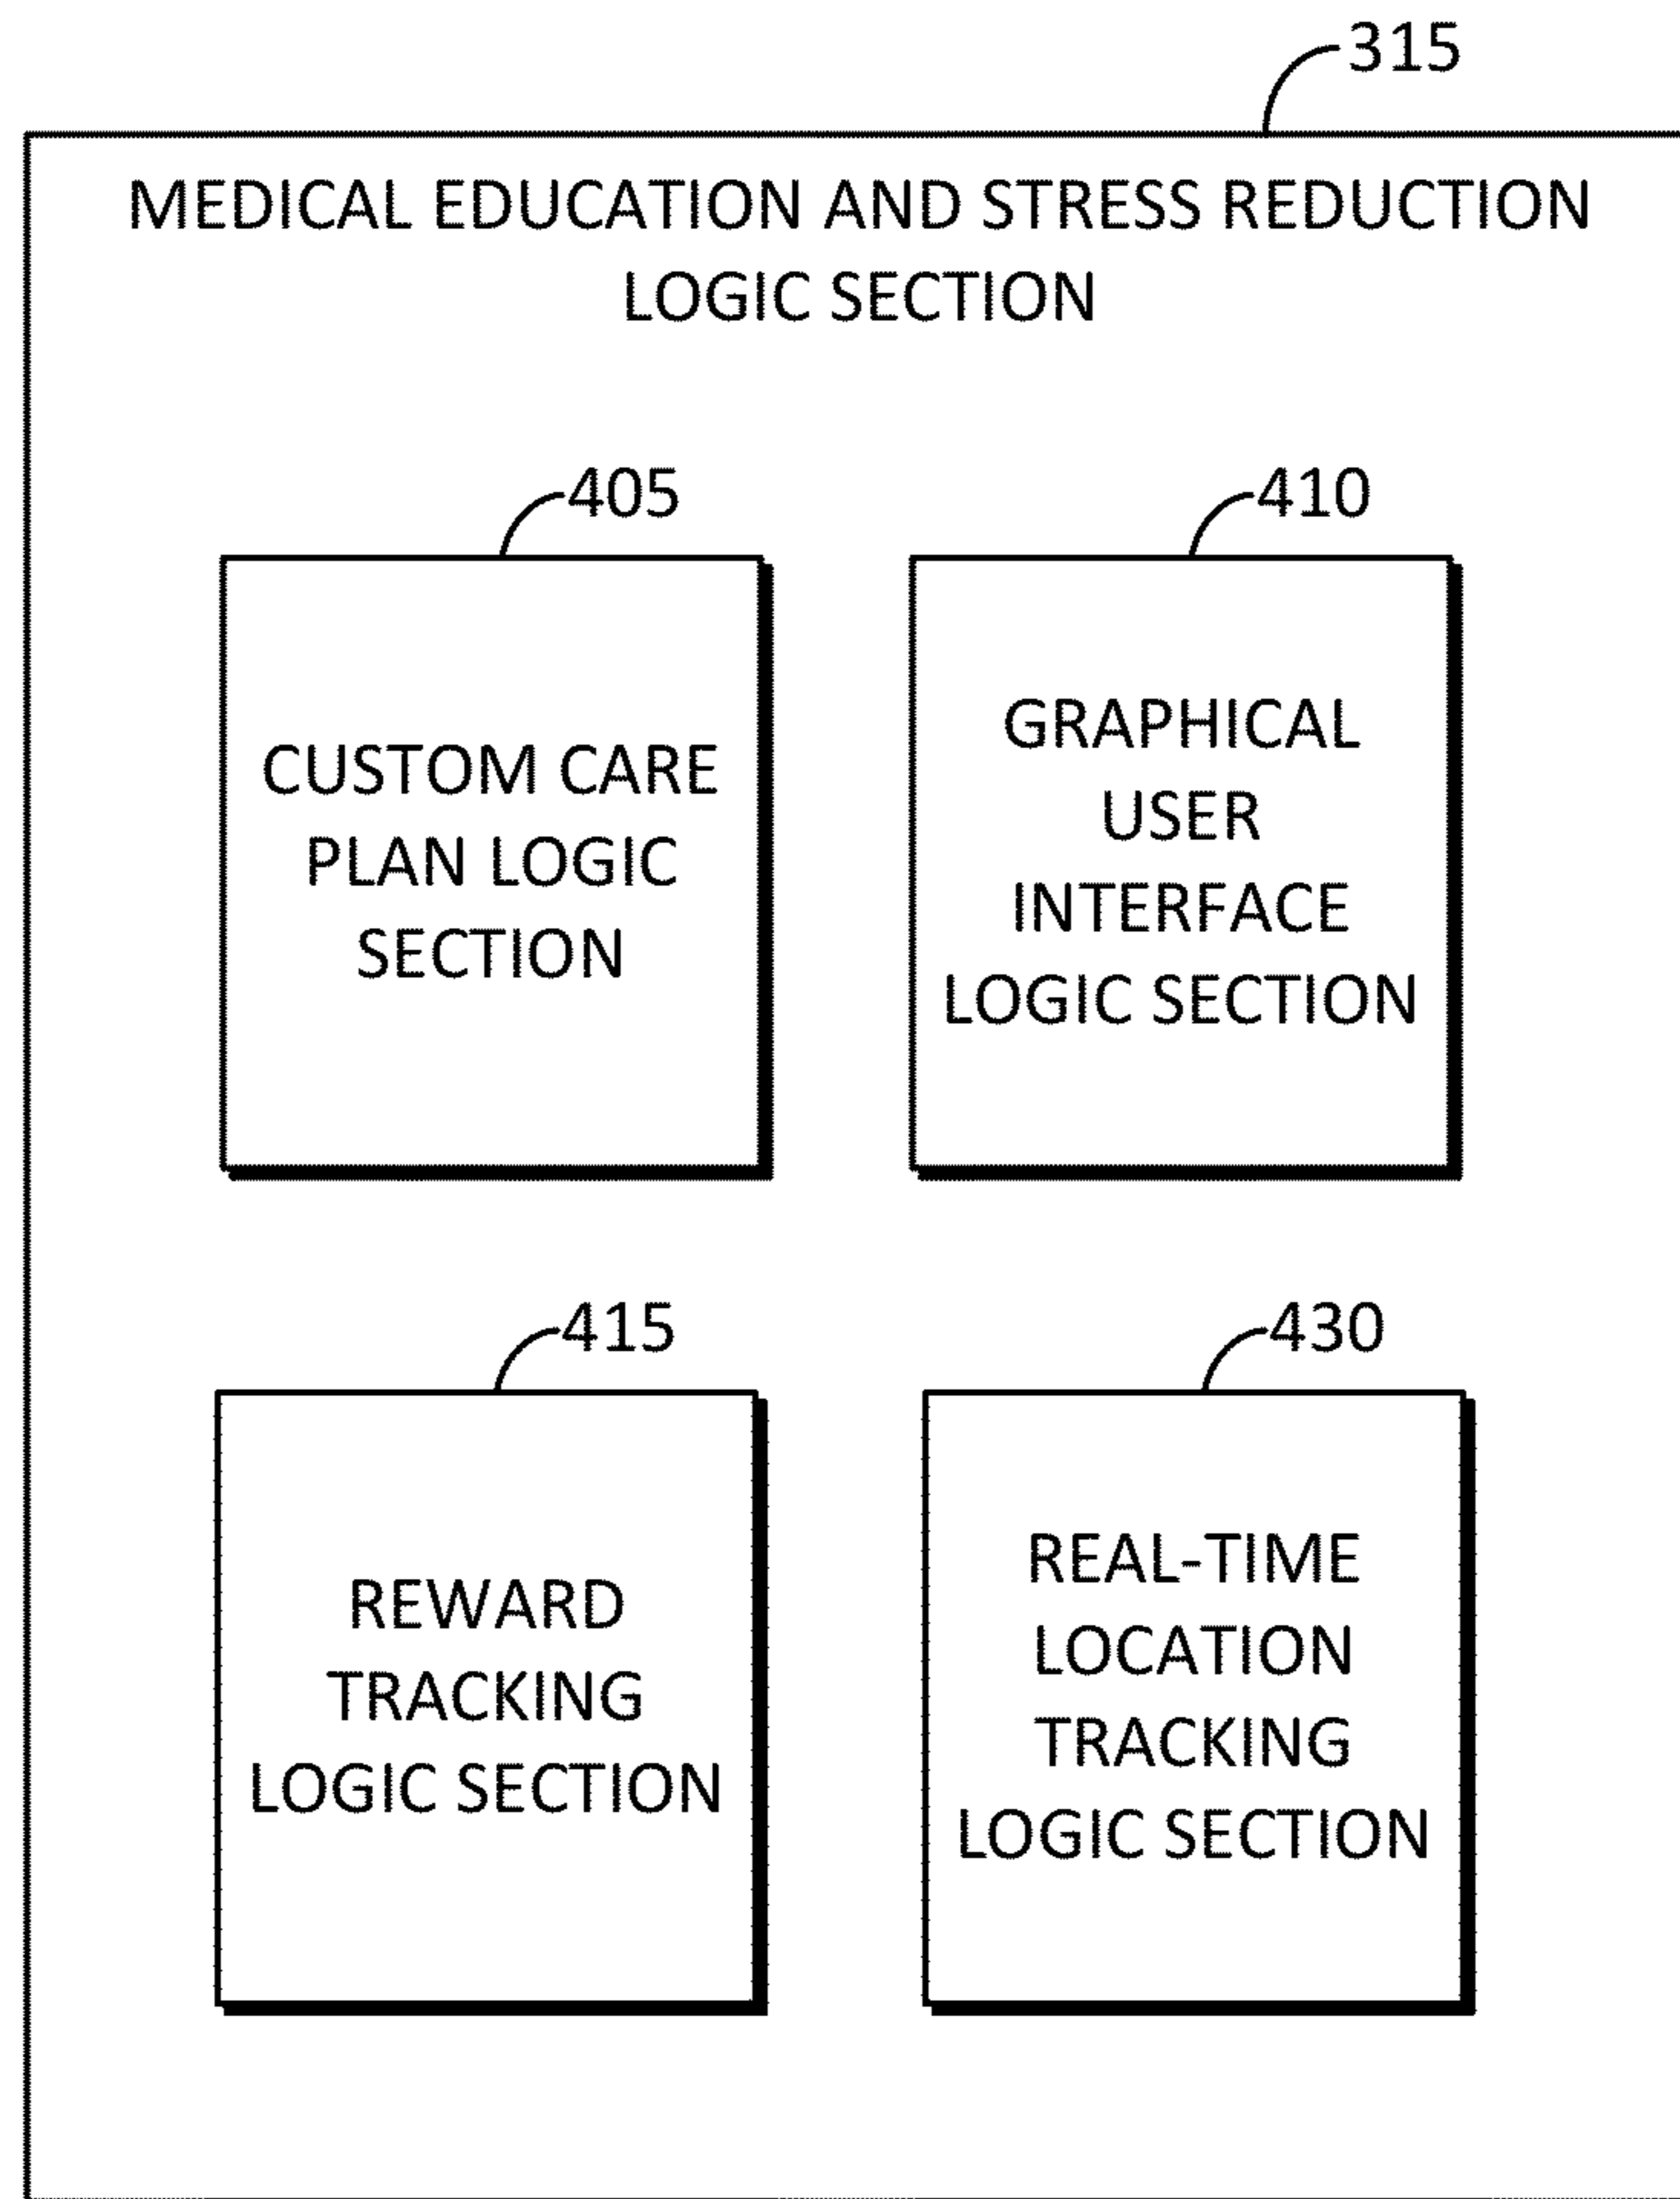 315
MEDICAL EDUCATION AND STRESS REDUCTION
LOGIC SECTION
405
CUSTOM CARE
PLAN LOGIC
SECTION
410
GRAPHICAL
USER
INTERFACE
LOGIC SECTION
415
REWARD
TRACKING
LOGIC SECTION
430
REAL-TIME
LOCATION
TRACKING
LOGIC SECTION